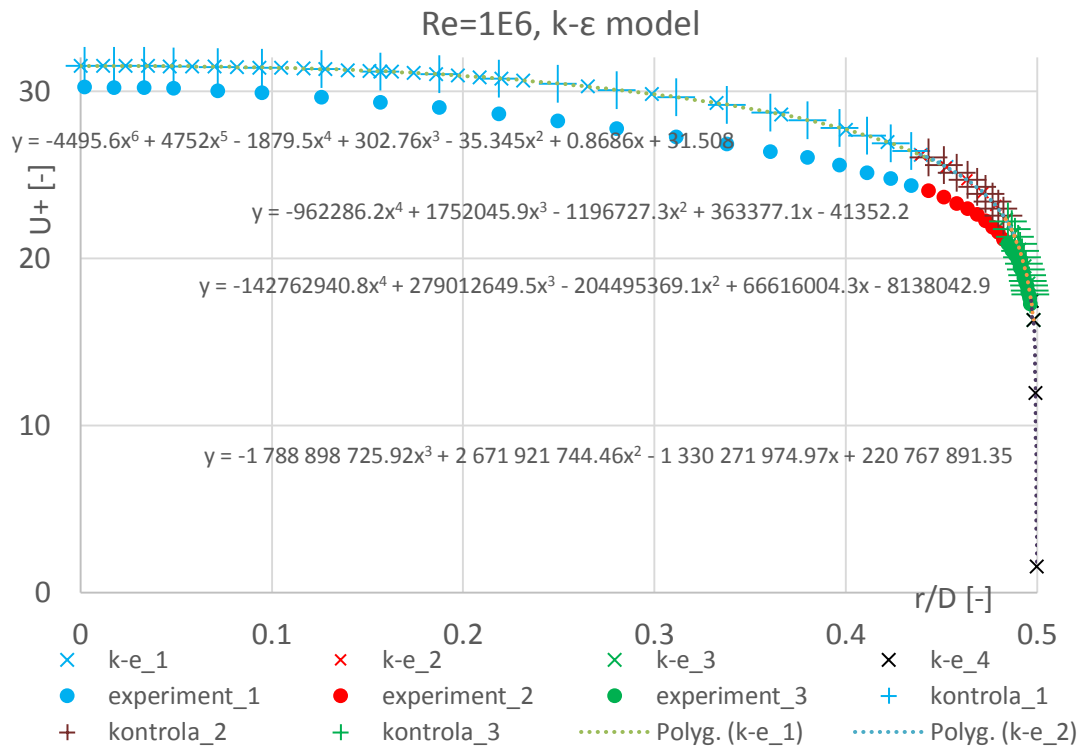 Re=1E6, k-ε model
30
y = -4495.6x⁶ + 4752x⁵ - 1879.5x⁴ + 302.76x³ - 35.345x² + 0.8686x + 31.508
U+ [-]
y = -962286.2x⁴ + 1752045.9x³ - 1196727.3x² + 363377.1x - 41352.2
20
y = -142762940.8x⁴ + 279012649.5x³ - 204495369.1x² + 66616004.3x - 8138042.9
10
y = -1 788 898 725.92x³ + 2 671 921 744.46x² - 1 330 271 974.97x + 220 767 891.35
0
r/D [-]
0 0.1 0.2 0.3 0.4 0.5
k-e_1 k-e_2 k-e_3 k-e_4
experiment_1 experiment_2 experiment_3 kontrola_1
kontrola_2 kontrola_3 Polyg. (k-e_1) Polyg. (k-e_2)